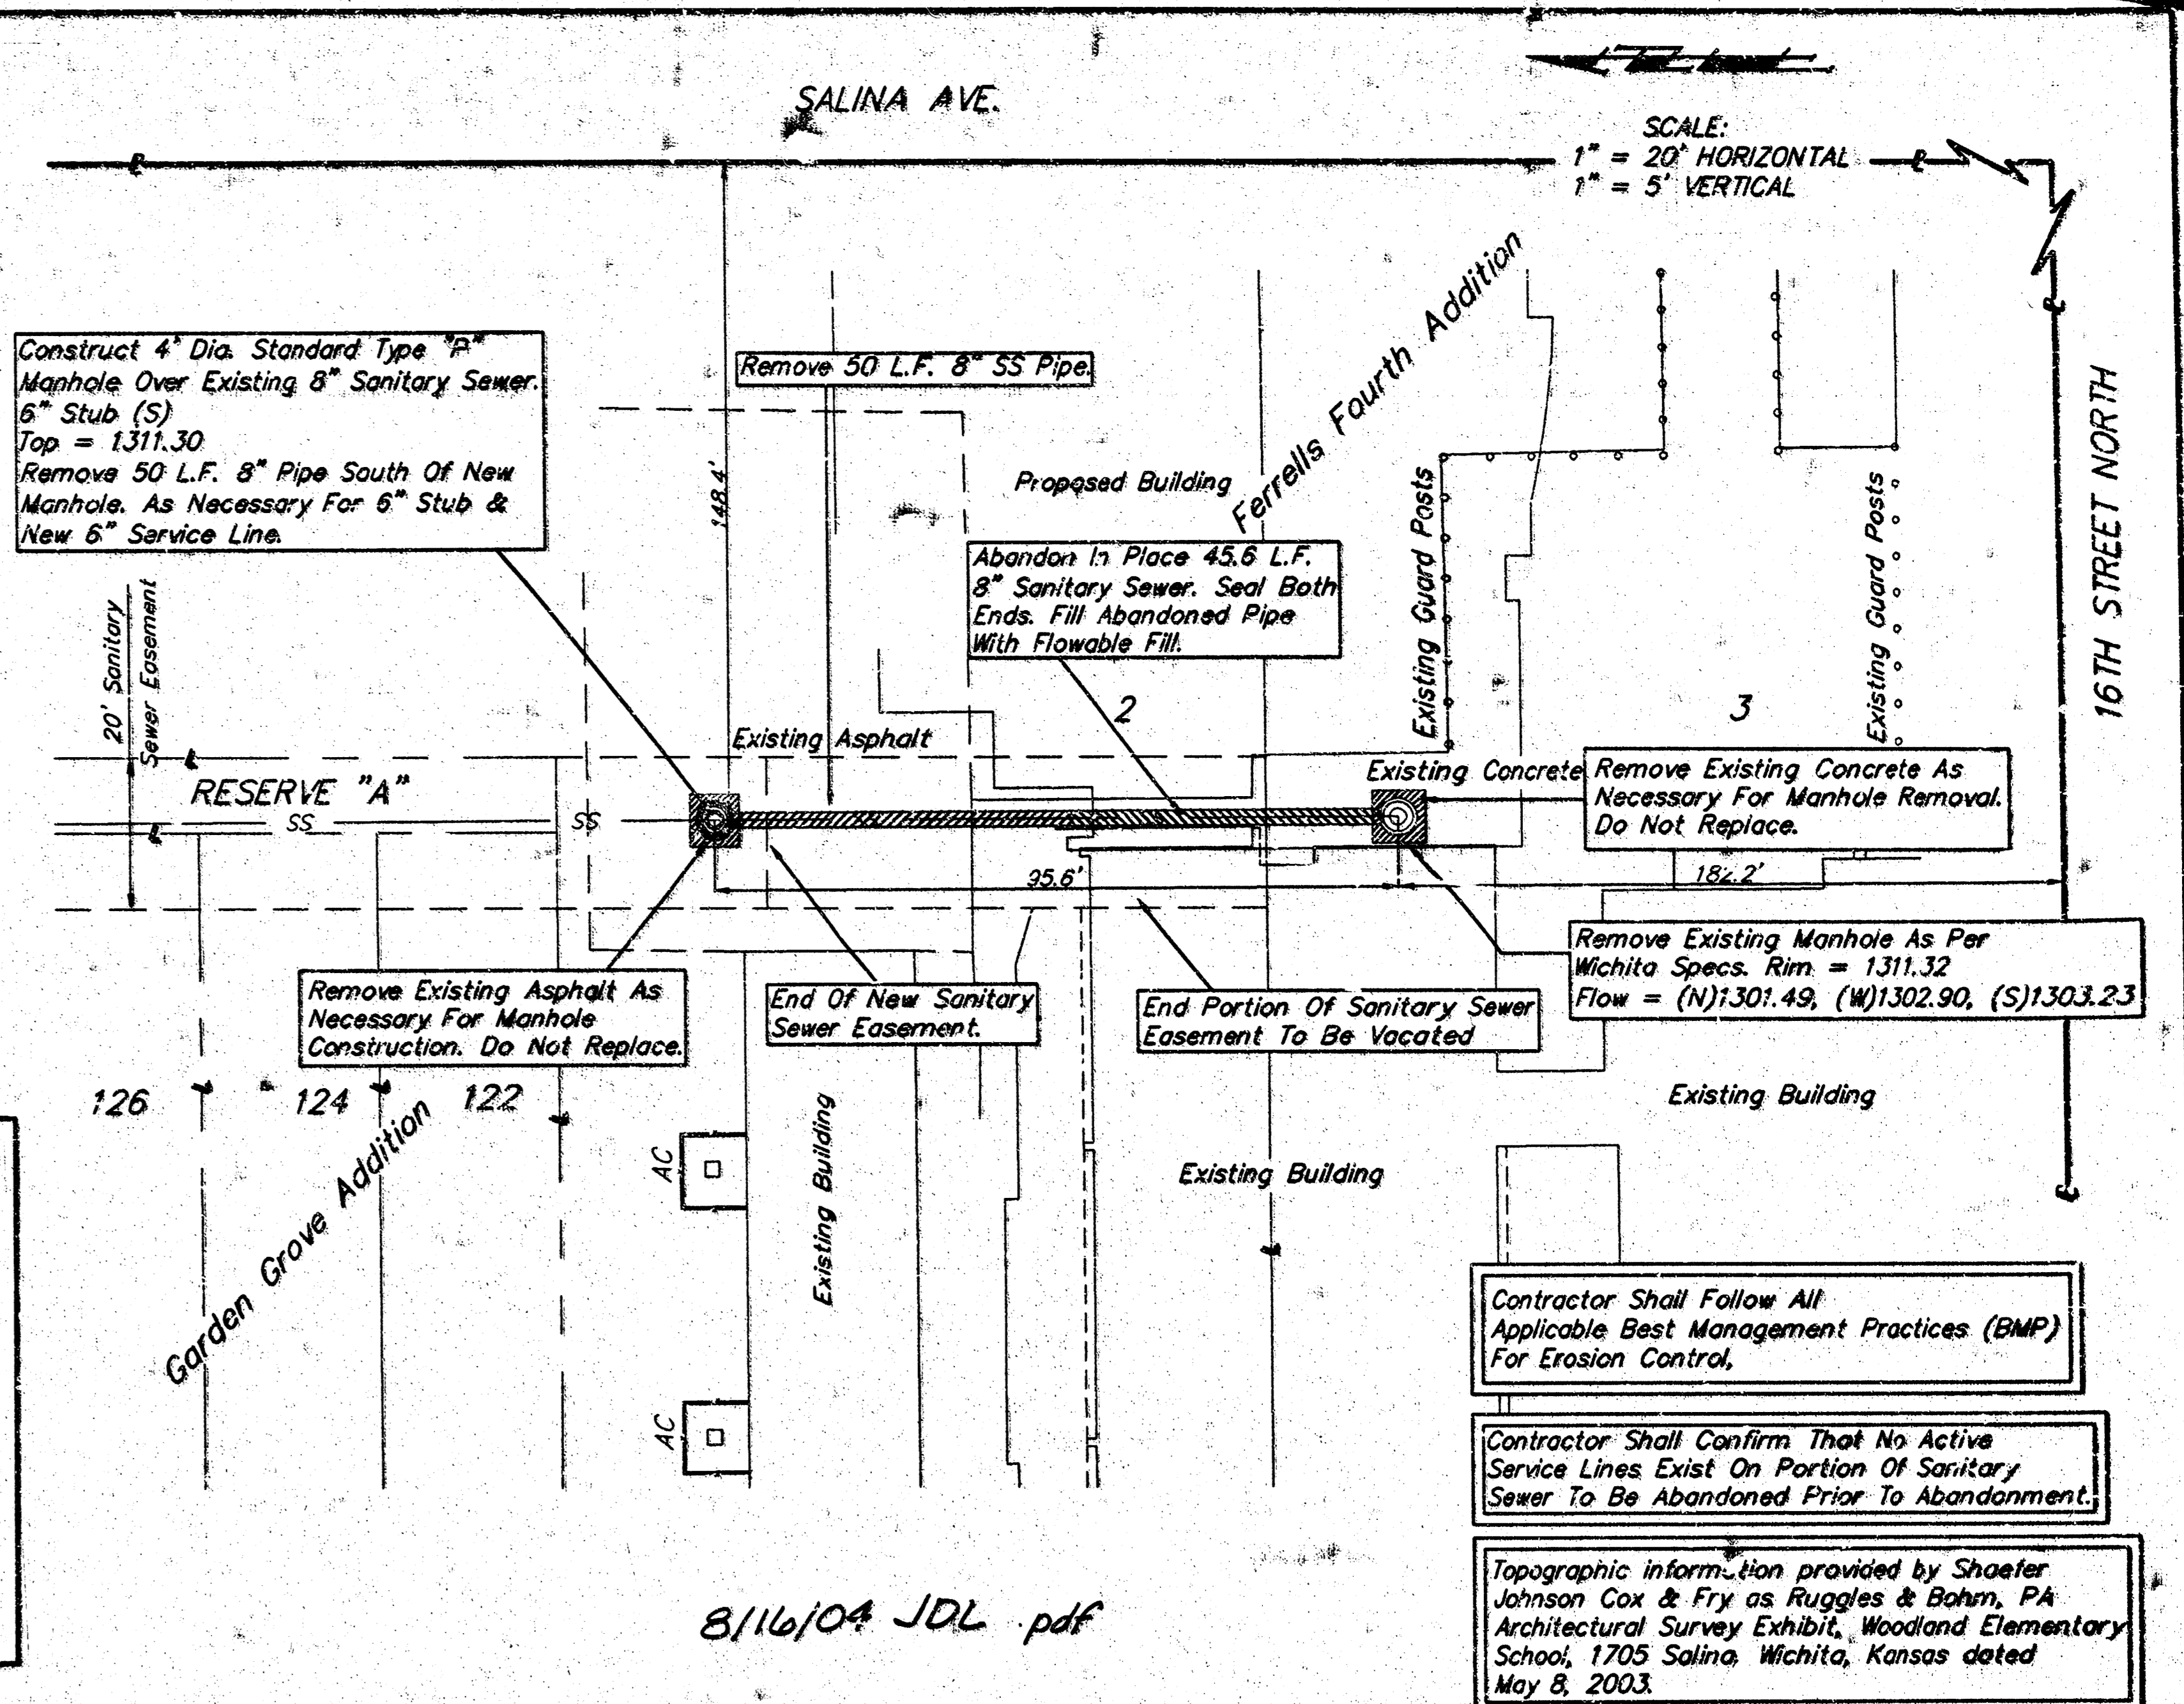 SALINA AVE.
SCALE:
1" = 20' HORIZONTAL
1" = 5' VERTICAL
Construct 4' Dia. Standard Type "P"
Manhole Over Existing 8" Sanitary Sewer.
6" Stub (S)
Top = 1311.30
Remove 50 L.F. 8" Pipe South Of New
Manhole. As Necessary For 6" Stub &
New 6" Service Line.
Remove 50 L.F. 8" SS Pipe.
148.4'
Proposed Building
Ferrells Fourth Addition
Abandon In Place 45.6 L.F.
8" Sanitary Sewer. Seal Both
Ends. Fill Abandoned Pipe
With Flowable Fill.
Existing Guard Posts
Existing Guard Posts
16TH STREET NORTH
20' Sanitary
Sewer Easement
2
3
Existing Asphalt
RESERVE "A"
SS
SS
Existing Concrete
Remove Existing Concrete As
Necessary For Manhole Removal.
Do Not Replace.
95.6'
182.2'
Remove Existing Manhole As Per
Wichita Specs. Rim = 1311.32
Flow = (N)1301.49, (W)1302.90, (S)1303.23
Remove Existing Asphalt As
Necessary For Manhole
Construction. Do Not Replace.
End Of New Sanitary
Sewer Easement.
End Portion Of Sanitary Sewer
Easement To Be Vacated
126
124
122
Garden Grove Addition
AC
AC
Existing Building
Existing Building
Existing Building
Contractor Shall Follow All
Applicable Best Management Practices (BMP)
For Erosion Control,
Contractor Shall Confirm That No Active
Service Lines Exist On Portion Of Sanitary
Sewer To Be Abandoned Prior To Abandonment.
Topographic information provided by Shaefer
Johnson Cox & Fry as Ruggles & Bohm, PA
Architectural Survey Exhibit, Woodland Elementary
School, 1705 Salina, Wichita, Kansas dated
May 8, 2003.
8/16/04 JDL pdf